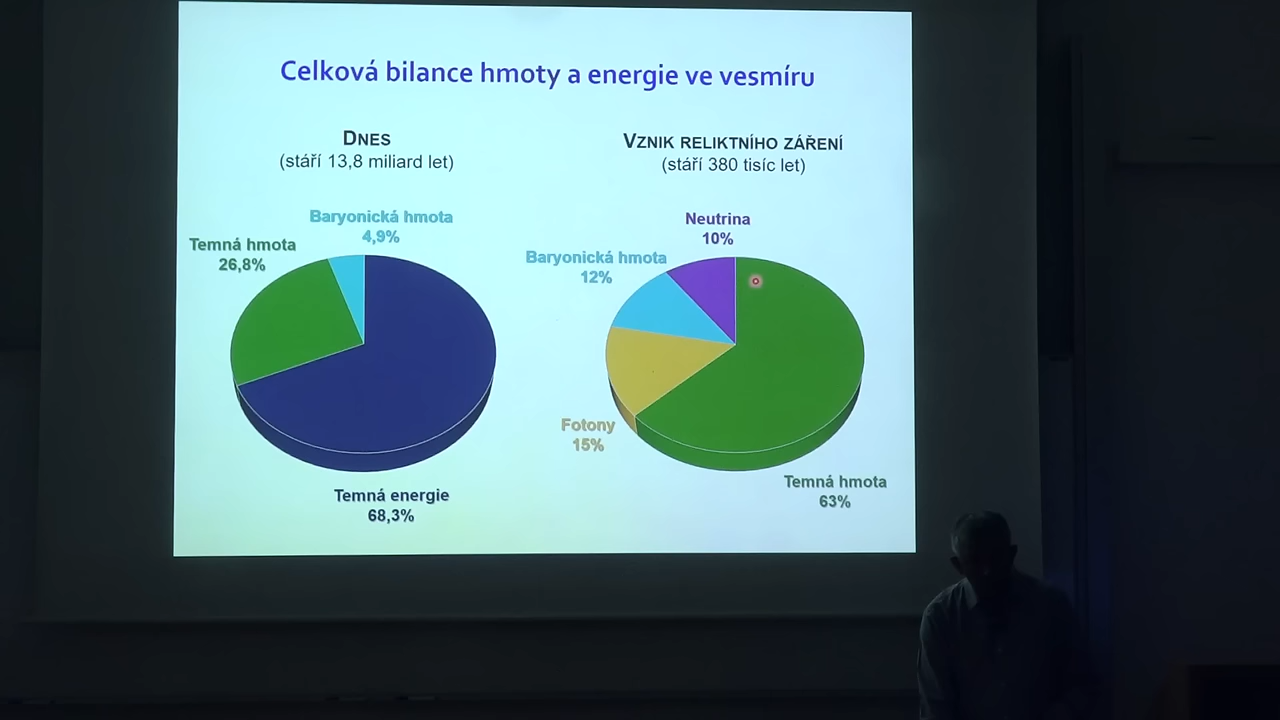 Celková bilance hmoty a energie ve vesmíru
DNES
(stáří 13,8 miliard let)
Baryonická hmota
4,9%
Temná hmota
26,8%
Temná energie
68,3%
VZNIK RELIKTNÍHO ZÁŘENÍ
(stáří 380 tisíc let)
Neutrina
10%
Baryonická hmota
12%
Fotony
15%
Temná hmota
63%